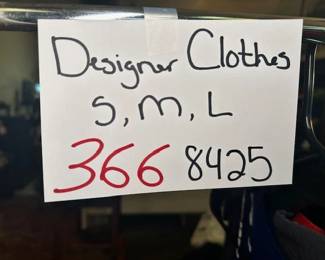 Designer Clothes
S, M, L
366 8425